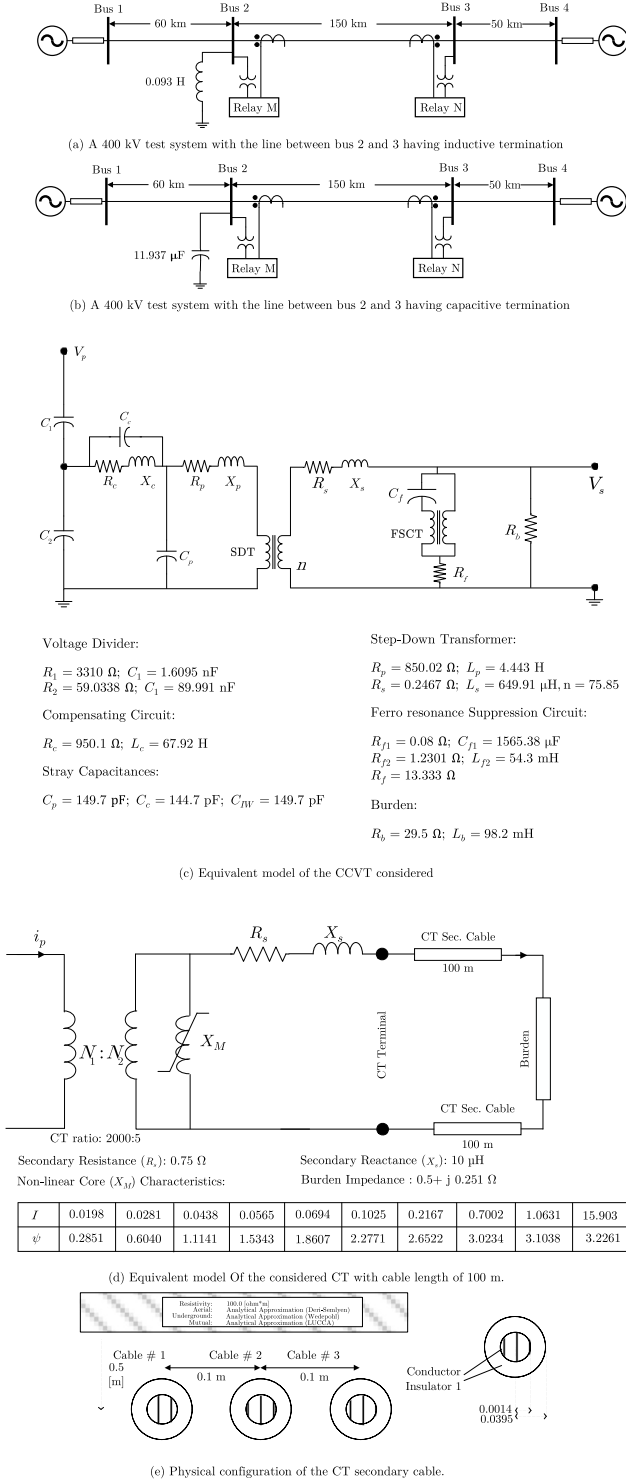 Bus 1 Bus 2 Bus 3 Bus 4
60 km 150 km 50 km
0.093 H
Relay M Relay N
(a) A 400 kV test system with the line between bus 2 and 3 having inductive termination
Bus 1 Bus 2 Bus 3 Bus 4
60 km 150 km 50 km
11.937 μF
Relay M Relay N
(b) A 400 kV test system with the line between bus 2 and 3 having capacitive termination
V_p
C_1 C_c
R_c X_c R_p X_p R_s X_s V_s
C_f
C_2 C_p SDT n FSCT R_b
R_f
Voltage Divider:
R_1 = 3310 Ω; C_1 = 1.6095 nF
R_2 = 59.0338 Ω; C_1 = 89.991 nF
Compensating Circuit:
R_c = 950.1 Ω; L_c = 67.92 H
Stray Capacitances:
C_p = 149.7 pF; C_c = 144.7 pF; C_IW = 149.7 pF
Step-Down Transformer:
R_p = 850.02 Ω; L_p = 4.443 H
R_s = 0.2467 Ω; L_s = 649.91 μH, n = 75.85
Ferro resonance Suppression Circuit:
R_f1 = 0.08 Ω; C_f1 = 1565.38 μF
R_f2 = 1.2301 Ω; L_f2 = 54.3 mH
R_f = 13.333 Ω
Burden:
R_b = 29.5 Ω; L_b = 98.2 mH
(c) Equivalent model of the CCVT considered
i_p R_s X_s CT Sec. Cable
100 m
N_1 : N_2 X_M CT Terminal Burden
CT Sec. Cable
100 m
CT ratio: 2000:5
Secondary Resistance (R_s): 0.75 Ω Secondary Reactance (X_s): 10 μH
Non-linear Core (X_M) Characteristics: Burden Impedance : 0.5+ j 0.251 Ω
I 0.0198 0.0281 0.0438 0.0565 0.0694 0.1025 0.2167 0.7002 1.0631 15.903
ψ 0.2851 0.6040 1.1141 1.5343 1.8607 2.2771 2.6522 3.0234 3.1038 3.2261
(d) Equivalent model Of the considered CT with cable length of 100 m.
Resistivity: 100.0 [ohm*m]
Aerial: Analytical Approximation (Deri-Semlyen)
Underground: Analytical Approximation (Wedepohl)
Mutual: Analytical Approximation (LUCCA)
Cable # 1 Cable # 2 Cable # 3
0.5
[m]
0.1 m 0.1 m
Conductor
Insulator 1
0.0014
0.0395
(e) Physical configuration of the CT secondary cable.